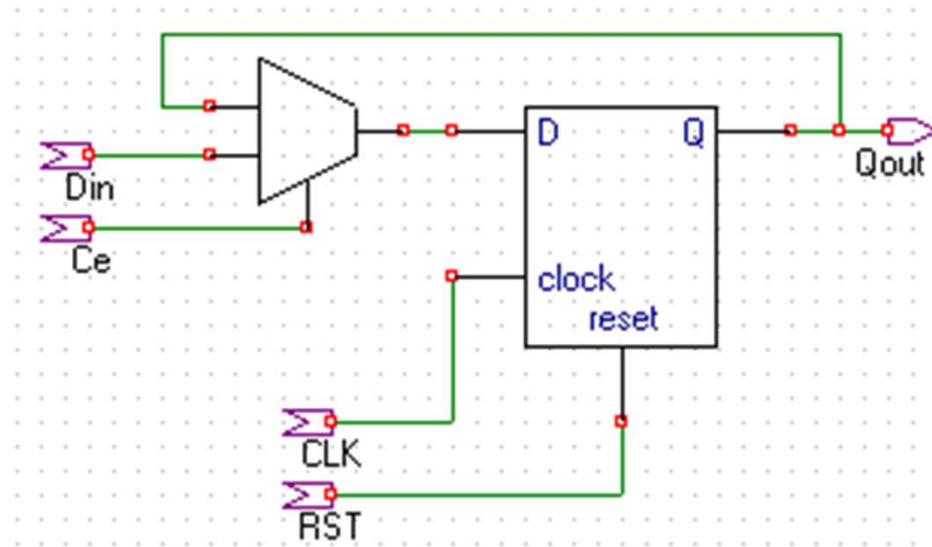 D Q
Din
Qout
Ce
clock
reset
CLK
RST